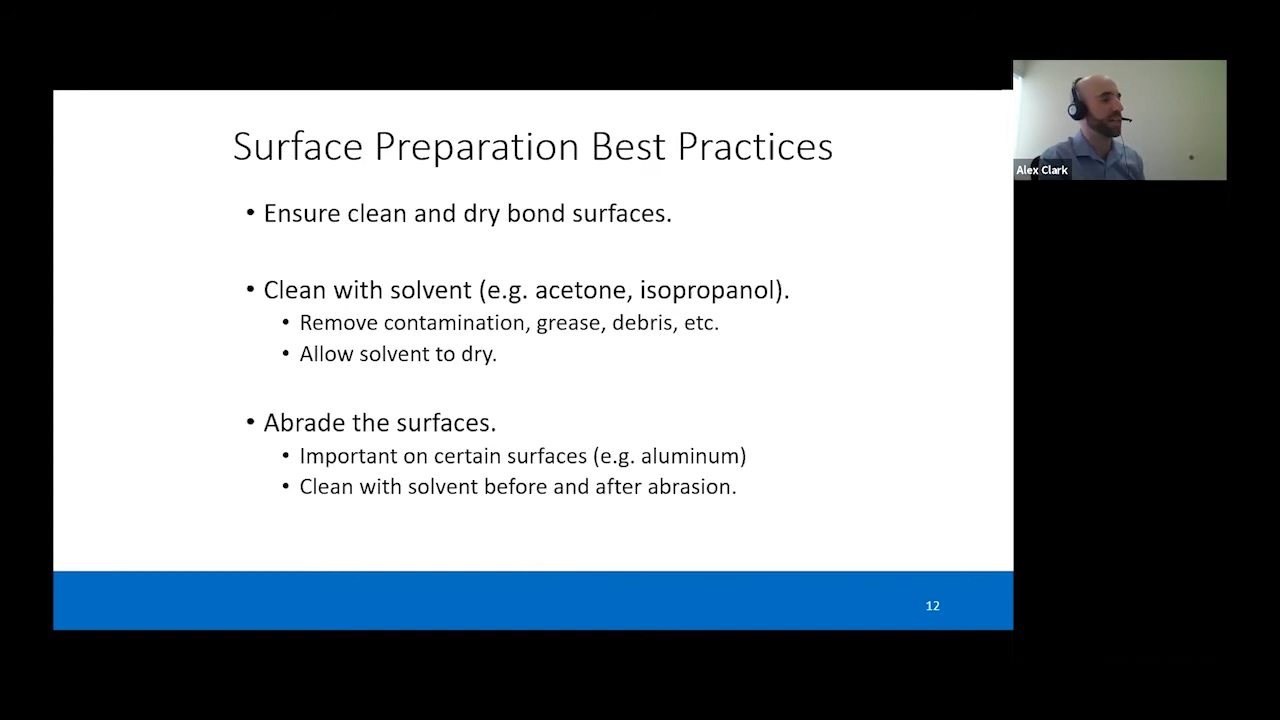 Surface Preparation Best Practices
• Ensure clean and dry bond surfaces.
• Clean with solvent (e.g. acetone, isopropanol).
• Remove contamination, grease, debris, etc.
• Allow solvent to dry.
• Abrade the surfaces.
• Important on certain surfaces (e.g. aluminum)
• Clean with solvent before and after abrasion.
12
Alex Clark